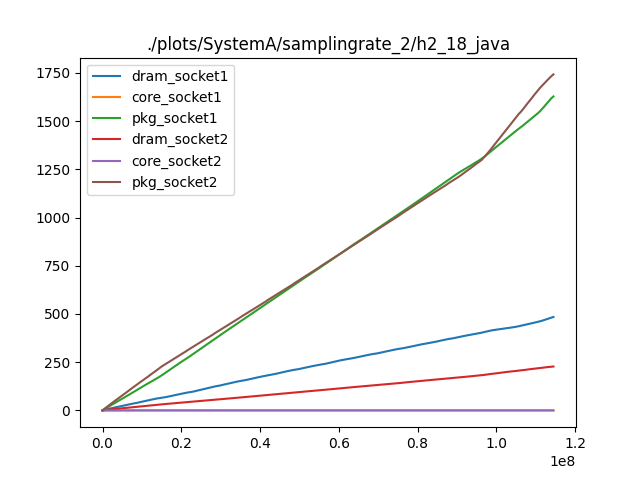 ./plots/SystemA/samplingrate_2/h2_18_java
dram_socket1
core_socket1
pkg_socket1
dram_socket2
core_socket2
pkg_socket2
1750
1500
1250
1000
750
500
250
0
0.0 0.2 0.4 0.6 0.8 1.0 1.2
1e8